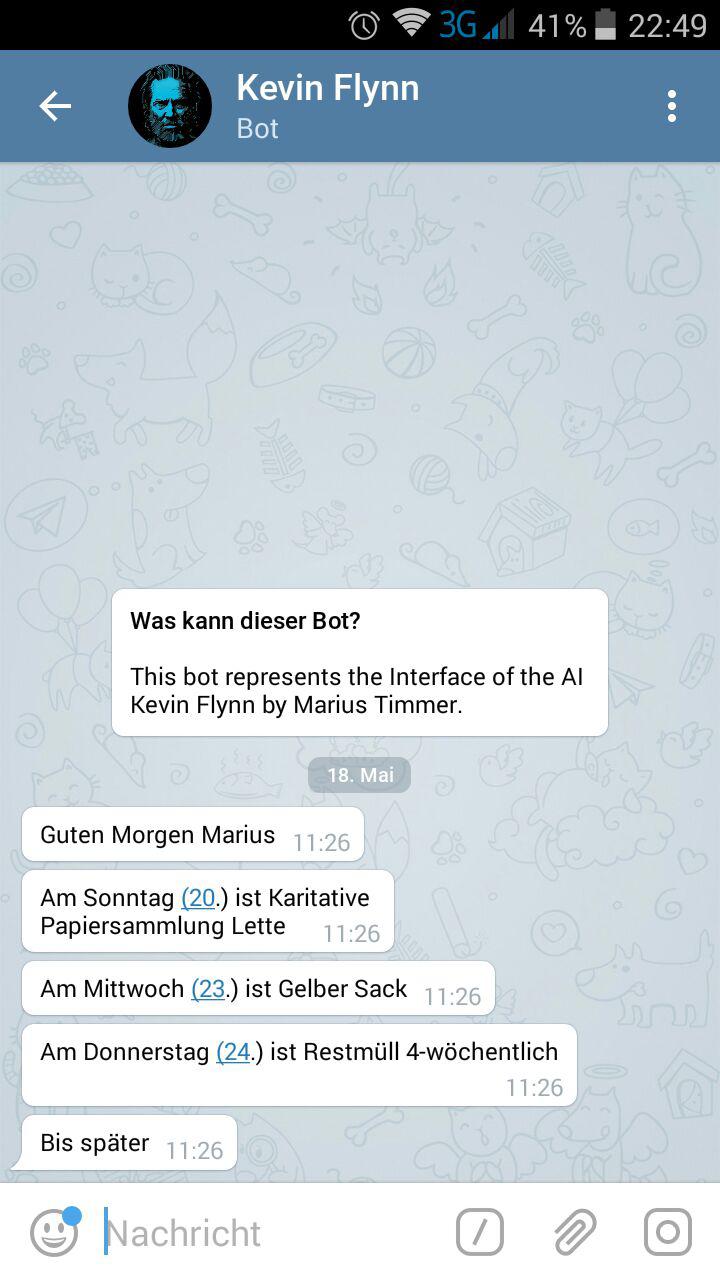 3G 41% 22:49
Kevin Flynn
Bot
Was kann dieser Bot?
This bot represents the Interface of the AI
Kevin Flynn by Marius Timmer.
18. Mai
Guten Morgen Marius 11:26
Am Sonntag (20.) ist Karitative
Papiersammlung Lette 11:26
Am Mittwoch (23.) ist Gelber Sack 11:26
Am Donnerstag (24.) ist Restmüll 4-wöchentlich
11:26
Bis später 11:26
Nachricht